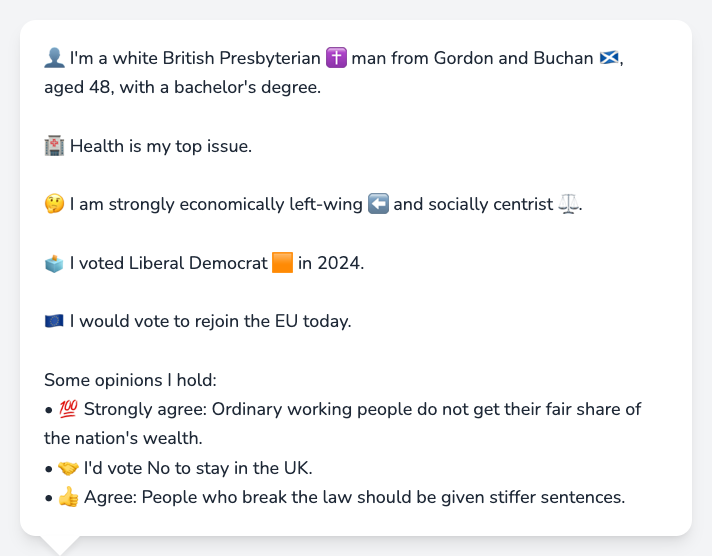 👤 I'm a white British Presbyterian ✝️ man from Gordon and Buchan 🏴󠁧󠁢󠁳󠁣󠁴󠁿,
aged 48, with a bachelor's degree.
🏥 Health is my top issue.
🤔 I am strongly economically left-wing ⬅️ and socially centrist ⚖️.
🗳️ I voted Liberal Democrat 🟧 in 2024.
🇪🇺 I would vote to rejoin the EU today.
Some opinions I hold:
• 💯 Strongly agree: Ordinary working people do not get their fair share of
the nation's wealth.
• 🤝 I'd vote No to stay in the UK.
• 👍 Agree: People who break the law should be given stiffer sentences.